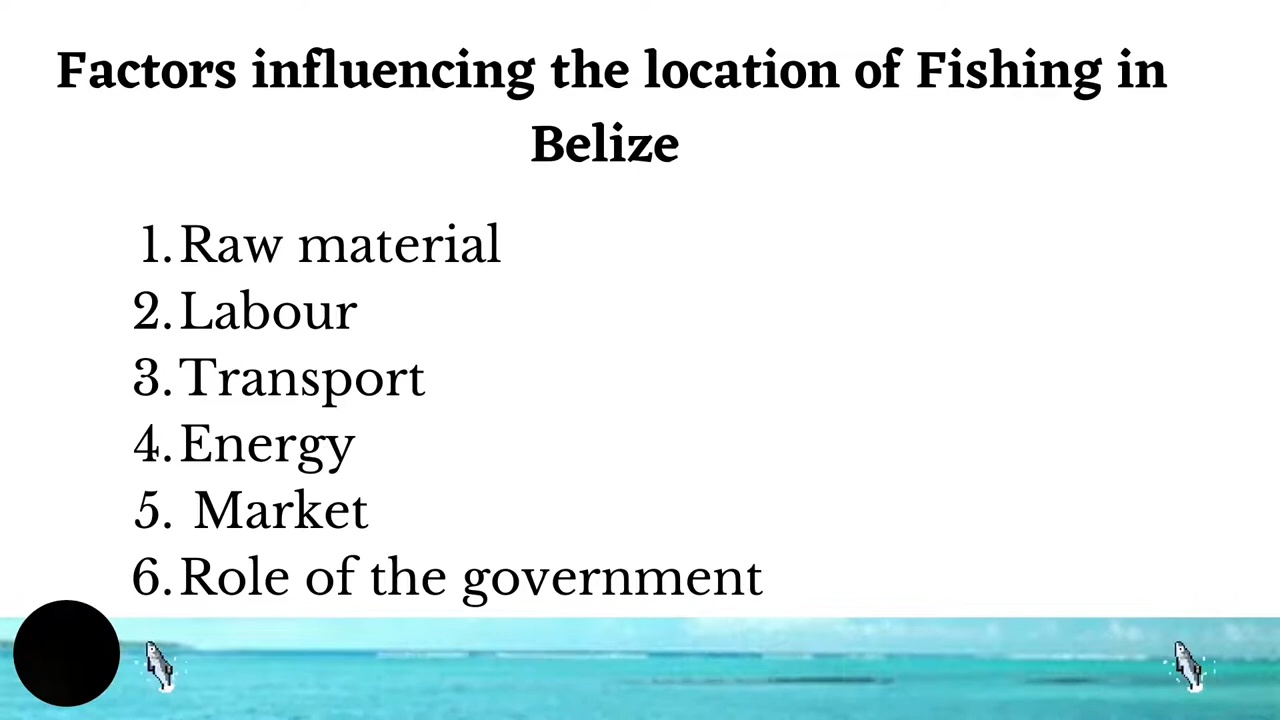 Factors influencing the location of Fishing in
Belize
1. Raw material
2. Labour
3. Transport
4. Energy
5. Market
6. Role of the government